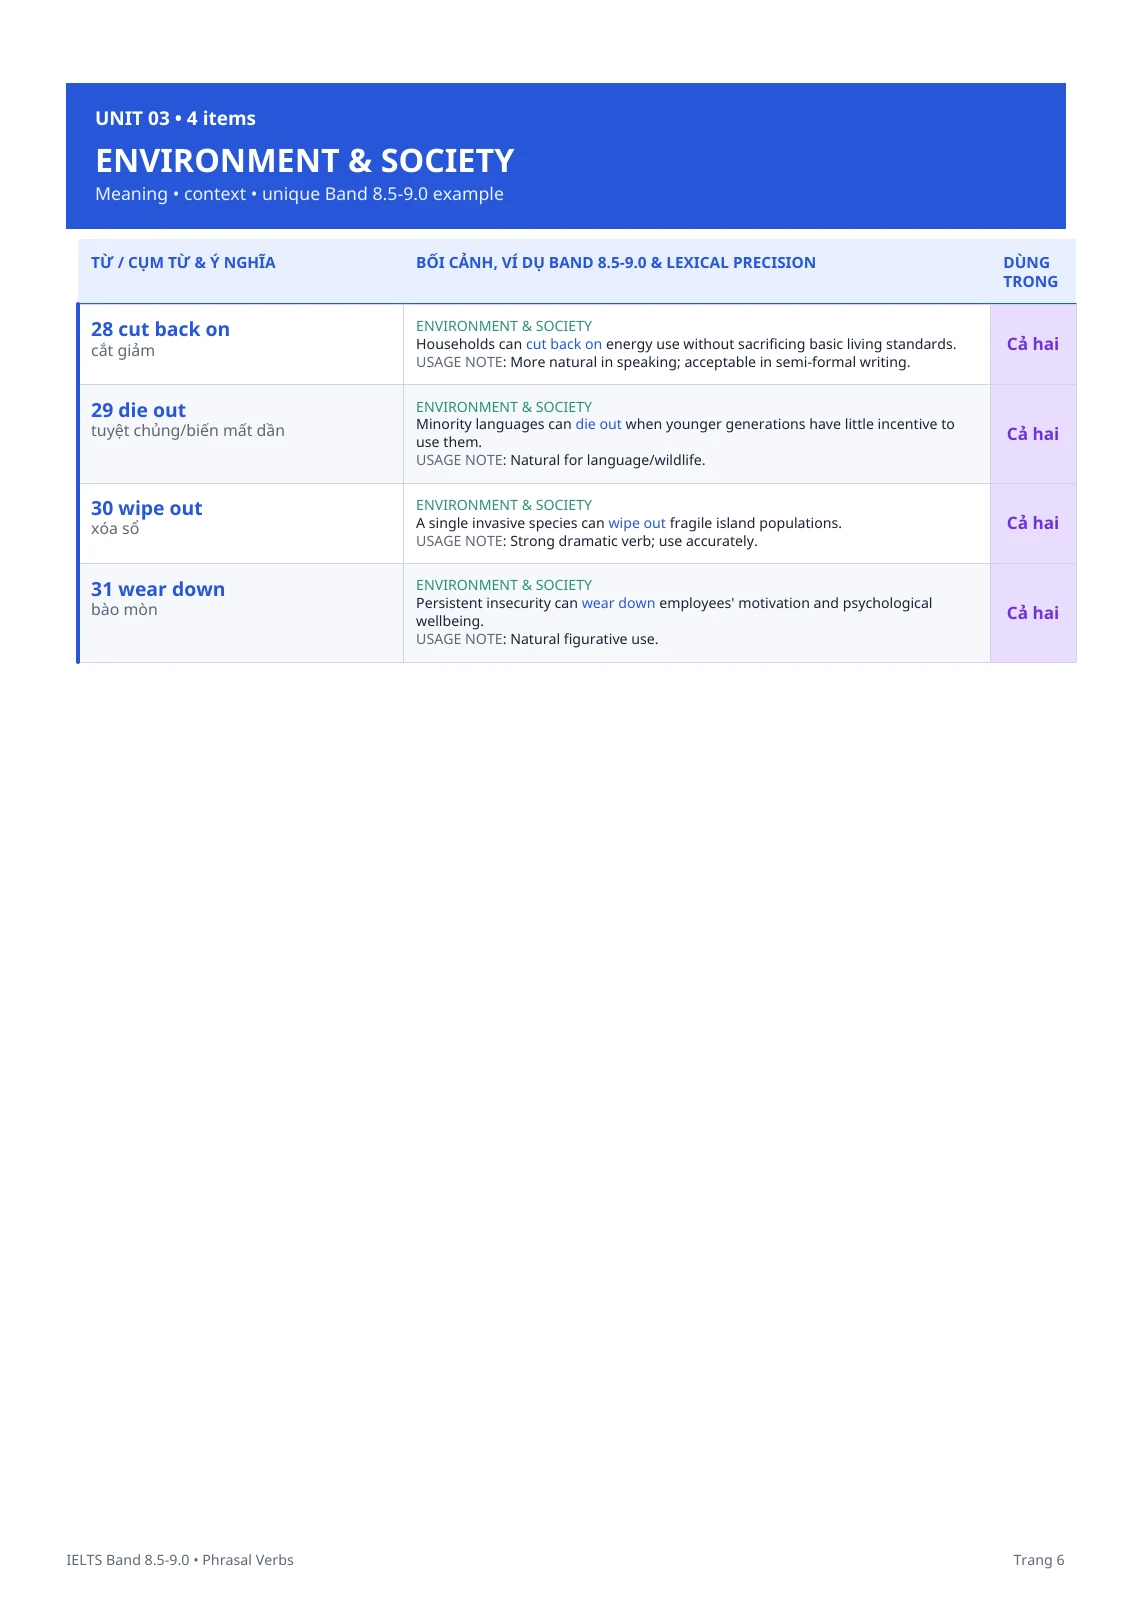 UNIT 03 • 4 items
ENVIRONMENT & SOCIETY
Meaning • context • unique Band 8.5-9.0 example
TỪ / CỤM TỪ & Ý NGHĨA
BỐI CẢNH, VÍ DỤ BAND 8.5-9.0 & LEXICAL PRECISION
DÙNG
TRONG
28 cut back on
cắt giảm
ENVIRONMENT & SOCIETY
Households can cut back on energy use without sacrificing basic living standards.
USAGE NOTE: More natural in speaking; acceptable in semi-formal writing.
Cả hai
29 die out
tuyệt chủng/biến mất dần
ENVIRONMENT & SOCIETY
Minority languages can die out when younger generations have little incentive to
use them.
USAGE NOTE: Natural for language/wildlife.
Cả hai
30 wipe out
xóa sổ
ENVIRONMENT & SOCIETY
A single invasive species can wipe out fragile island populations.
USAGE NOTE: Strong dramatic verb; use accurately.
Cả hai
31 wear down
bào mòn
ENVIRONMENT & SOCIETY
Persistent insecurity can wear down employees' motivation and psychological
wellbeing.
USAGE NOTE: Natural figurative use.
Cả hai
IELTS Band 8.5-9.0 • Phrasal Verbs
Trang 6